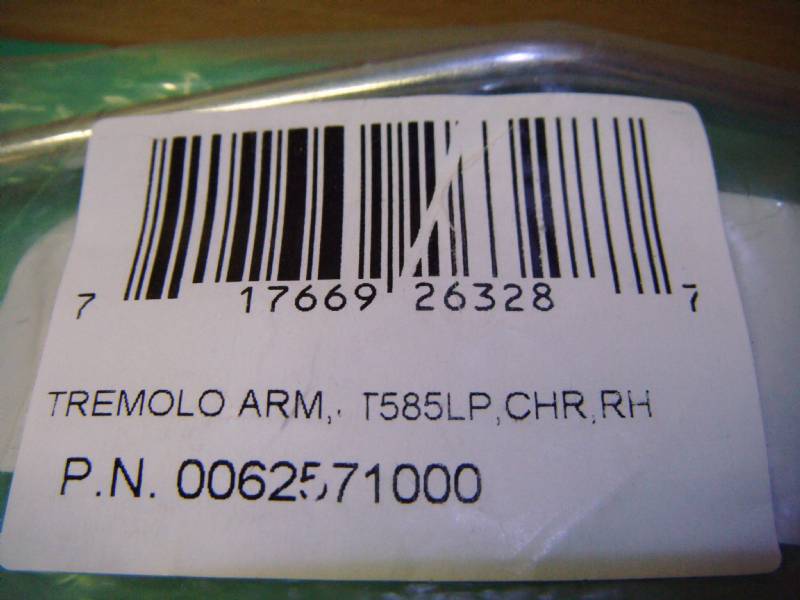 7 17669 26328 7
TREMOLO ARM, T585LP,CHR,RH
P.N. 0062571000